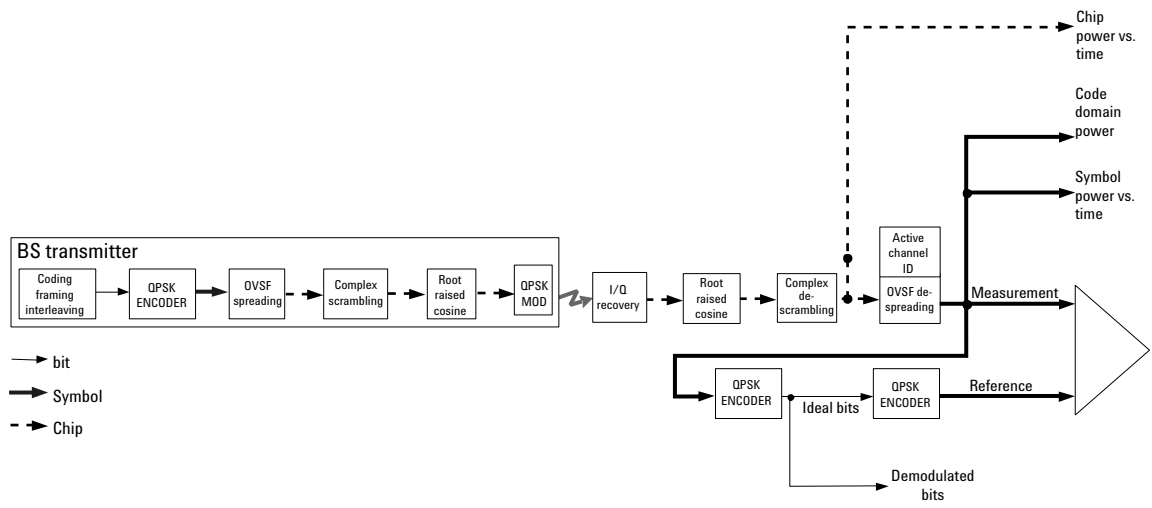 Chip
power vs.
time
Code
domain
power
Symbol
power vs.
time
BS transmitter
Coding
framing
interleaving
QPSK
ENCODER
OVSF
spreading
Complex
scrambling
Root
raised
cosine
QPSK
MOD
I/Q
recovery
Root
raised
cosine
Complex
de-
scrambling
Active
channel
ID
OVSF de-
spreading
Measurement
bit
Symbol
Chip
QPSK
ENCODER
Ideal bits
QPSK
ENCODER
Reference
Demodulated
bits